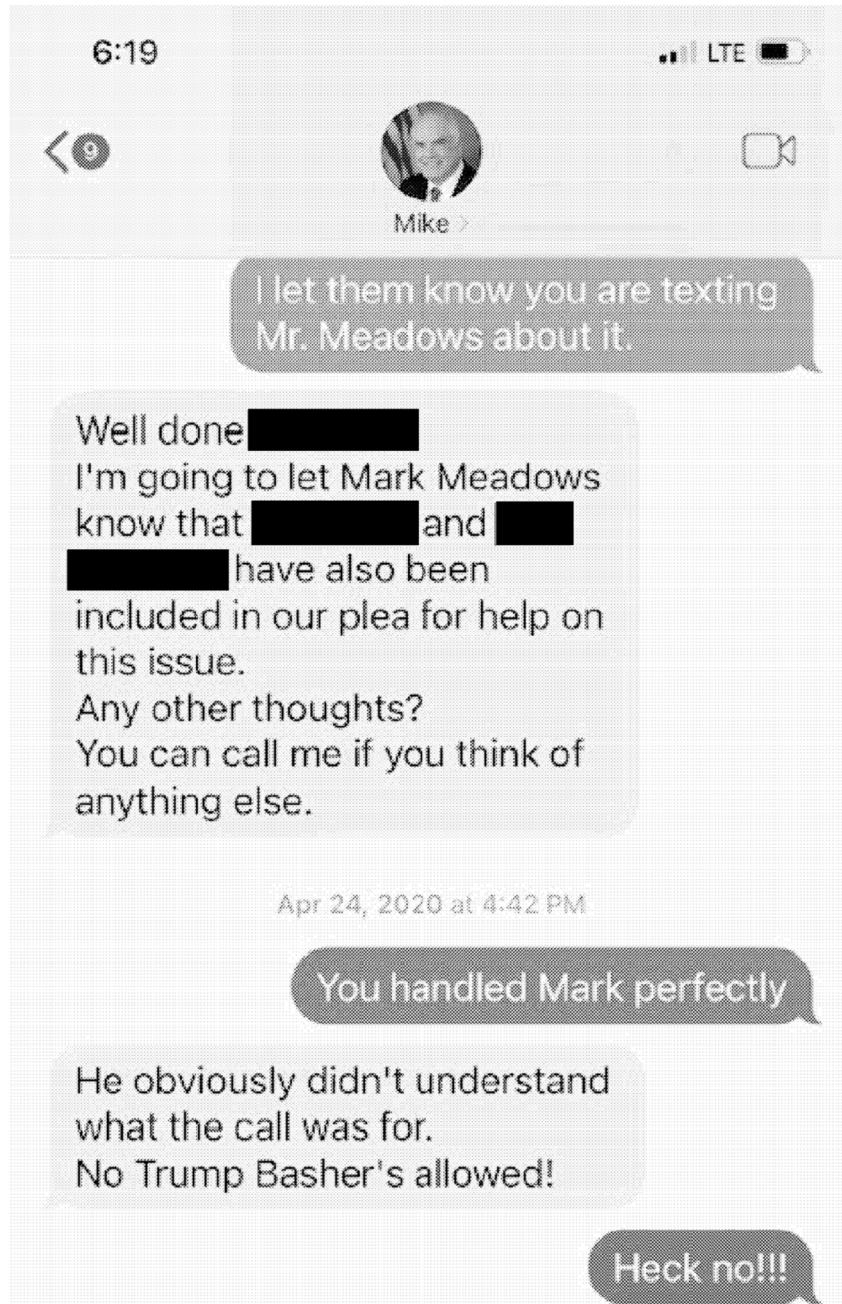 6:19
LTE
9
Mike >
I let them know you are texting
Mr. Meadows about it.
Well done
I'm going to let Mark Meadows
know that and
have also been
included in our plea for help on
this issue.
Any other thoughts?
You can call me if you think of
anything else.
Apr 24, 2020 at 4:42 PM
You handled Mark perfectly
He obviously didn't understand
what the call was for.
No Trump Basher's allowed!
Heck no!!!